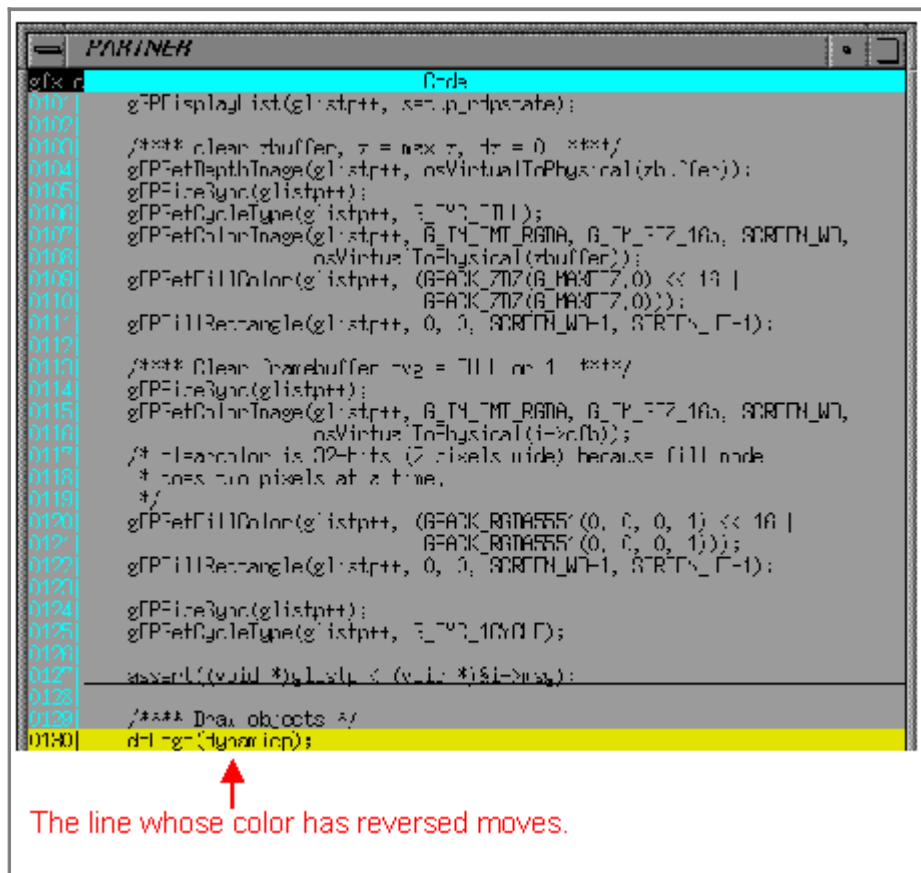 PARTNER
gfx.c Code
0101 gSPDisplayList(glistp++, setup_rdpstate);
0102
0103 /**** clear zbuffer, z = max z, dz = 0 ****/
0104 gDPSetDepthImage(glistp++, osVirtualToPhysical(zbuffer));
0105 gDPPipeSync(glistp++);
0106 gDPSetCycleType(glistp++, G_CYC_FILL);
0107 gDPSetColorImage(glistp++, G_IM_FMT_RGBA, G_IM_SIZ_16b, SCREEN_WD,
0108 osVirtualToPhysical(zbuffer));
0109 gDPSetFillColor(glistp++, (GPACK_ZDZ(G_MAXFBZ,0) << 16 |
0110 GPACK_ZDZ(G_MAXFBZ,0)));
0111 gDPFillRectangle(glistp++, 0, 0, SCREEN_WD-1, SCREEN_HT-1);
0112
0113 /**** Clear framebuffer cvg = FULL or 1 ****/
0114 gDPPipeSync(glistp++);
0115 gDPSetColorImage(glistp++, G_IM_FMT_RGBA, G_IM_SIZ_16b, SCREEN_WD,
0116 osVirtualToPhysical(i->cfb));
0117 /* clearcolor is 32-bits (2 pixels wide) because fill mode
0118 * does two pixels at a time.
0119 */
0120 gDPSetFillColor(glistp++, (GPACK_RGBA5551(0, 0, 0, 1) << 16 |
0121 GPACK_RGBA5551(0, 0, 0, 1)));
0122 gDPFillRectangle(glistp++, 0, 0, SCREEN_WD-1, SCREEN_HT-1);
0123
0124 gDPPipeSync(glistp++);
0125 gDPSetCycleType(glistp++, G_CYC_1CYCLE);
0126
0127 assert((void *)glistp < (void *)&i->msg);
0128
0129 /**** Draw objects */
0130 (dynamicp);
The line whose color has reversed moves.